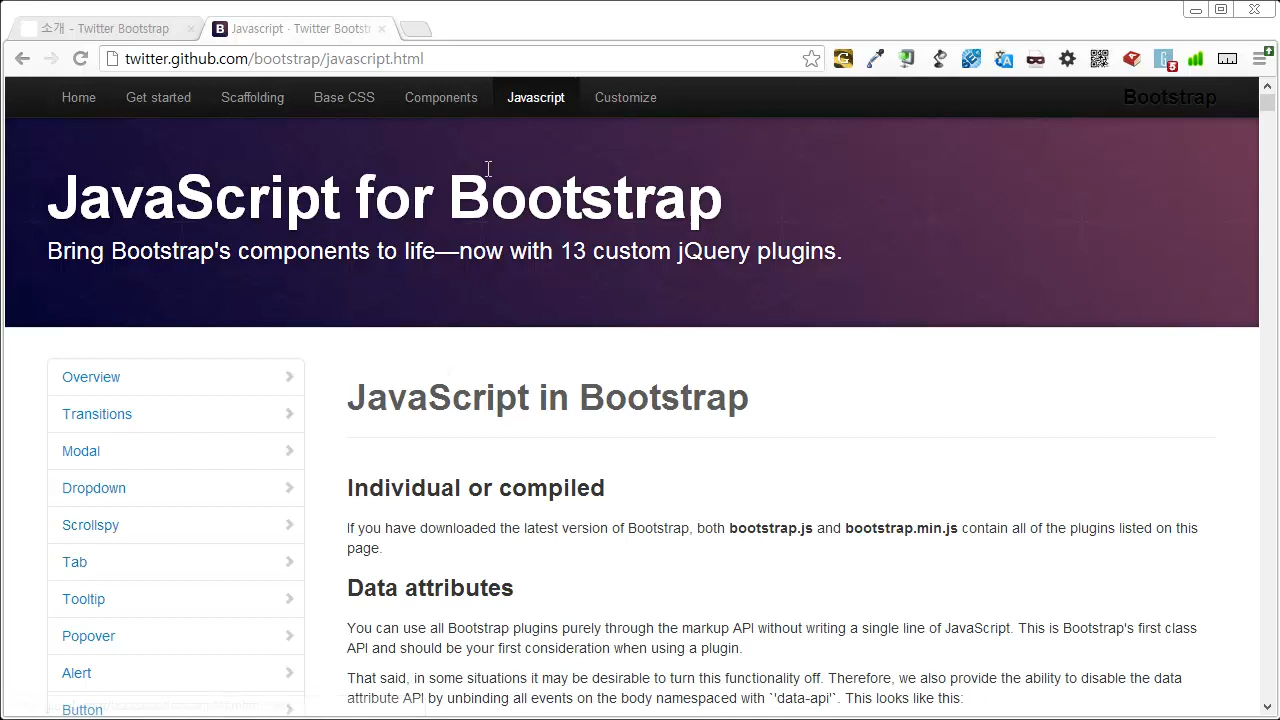 소개 - Twitter Bootstrap
Javascript · Twitter Bootst
twitter.github.com/bootstrap/javascript.html
5
Home
Get started
Scaffolding
Base CSS
Components
Javascript
Customize
Bootstrap
JavaScript for Bootstrap
Bring Bootstrap's components to life—now with 13 custom jQuery plugins.
Overview
Transitions
Modal
Dropdown
Scrollspy
Tab
Tooltip
Popover
Alert
Button
JavaScript in Bootstrap
Individual or compiled
If you have downloaded the latest version of Bootstrap, both bootstrap.js and bootstrap.min.js contain all of the plugins listed on this
page.
Data attributes
You can use all Bootstrap plugins purely through the markup API without writing a single line of JavaScript. This is Bootstrap's first class
API and should be your first consideration when using a plugin.
That said, in some situations it may be desirable to turn this functionality off. Therefore, we also provide the ability to disable the data
attribute API by unbinding all events on the body namespaced with `'data-api'`. This looks like this: